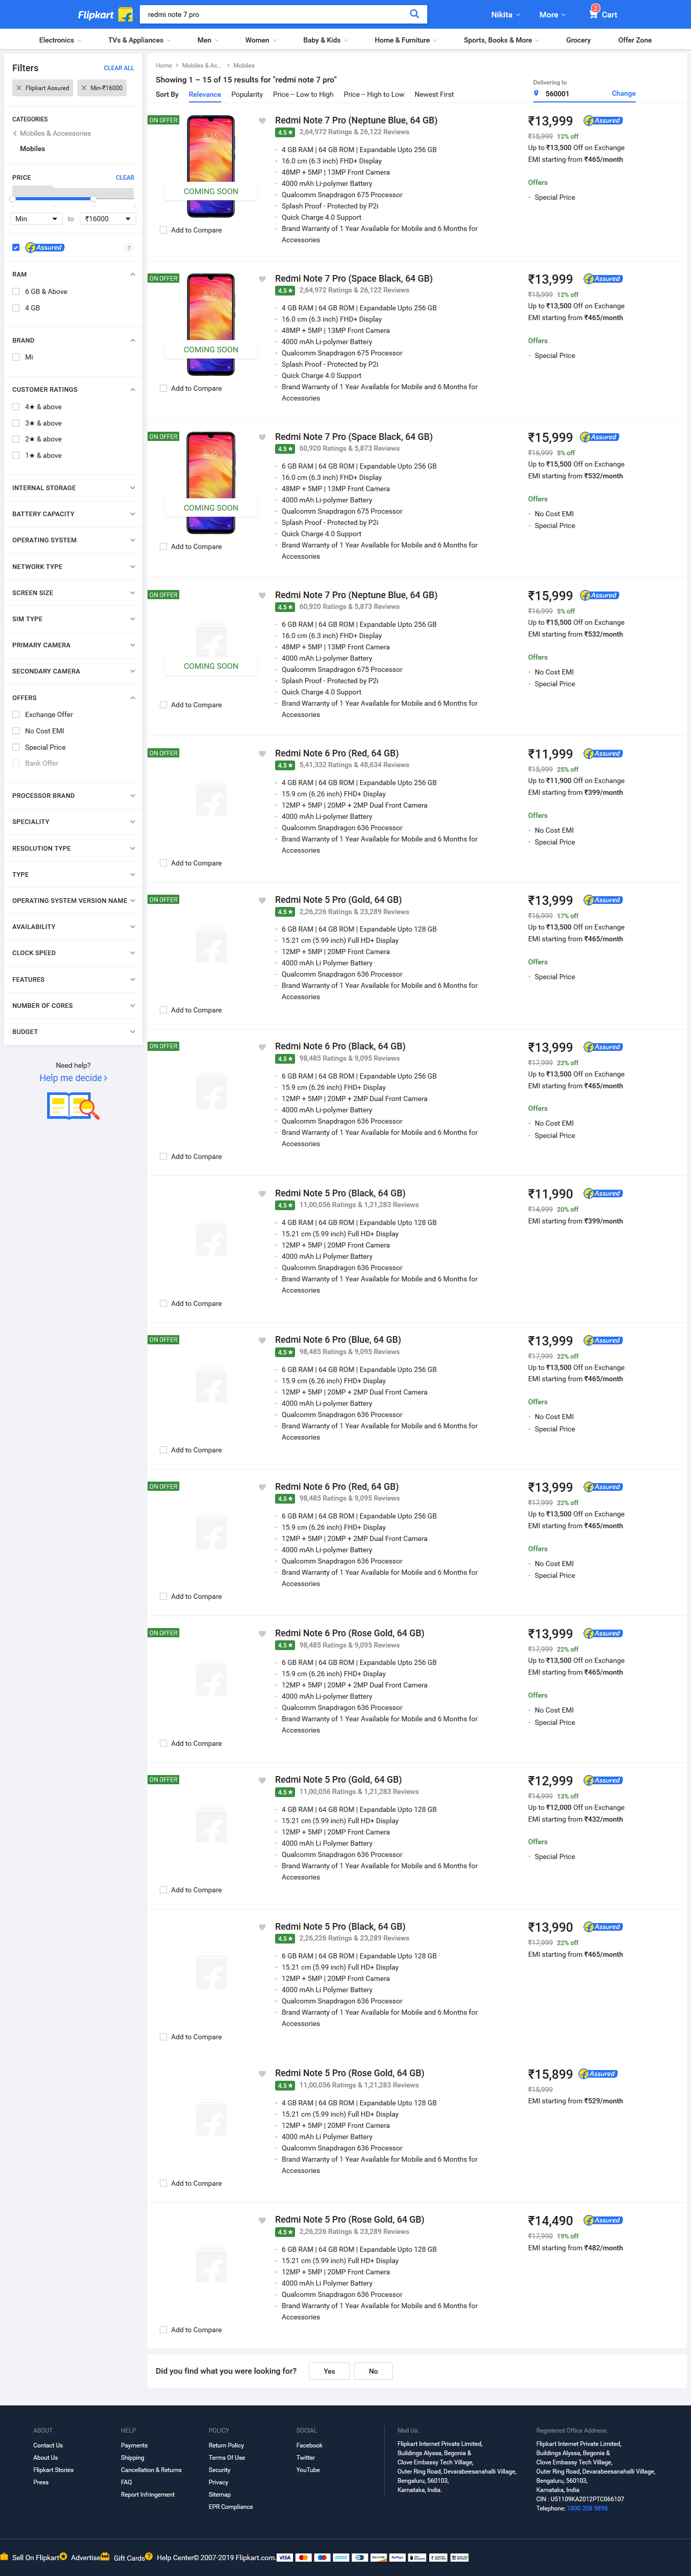 Flipkart
redmi note 7 pro
Nikita
More
2
Cart
Electronics
TVs & Appliances
Men
Women
Baby & Kids
Home & Furniture
Sports, Books & More
Grocery
Offer Zone
Filters
CLEAR ALL
Flipkart Assured
Min-₹16000
CATEGORIES
Mobiles & Accessories
Mobiles
PRICE
CLEAR
Min
to
₹16000
Assured
?
RAM
6 GB & Above
4 GB
BRAND
Mi
CUSTOMER RATINGS
4★ & above
3★ & above
2★ & above
1★ & above
INTERNAL STORAGE
BATTERY CAPACITY
OPERATING SYSTEM
NETWORK TYPE
SCREEN SIZE
SIM TYPE
PRIMARY CAMERA
SECONDARY CAMERA
OFFERS
Exchange Offer
No Cost EMI
Special Price
Bank Offer
PROCESSOR BRAND
SPECIALITY
RESOLUTION TYPE
TYPE
OPERATING SYSTEM VERSION NAME
AVAILABILITY
CLOCK SPEED
FEATURES
NUMBER OF CORES
BUDGET
Need help?
Help me decide
Home
Mobiles & Ac...
Mobiles
Showing 1 – 15 of 15 results for "redmi note 7 pro"
Sort By Relevance Popularity Price -- Low to High Price -- High to Low Newest First
Delivering to
560001
Change
ON OFFER
COMING SOON
Add to Compare
Redmi Note 7 Pro (Neptune Blue, 64 GB)
4.5★ 2,64,972 Ratings & 26,122 Reviews
4 GB RAM | 64 GB ROM | Expandable Upto 256 GB
16.0 cm (6.3 inch) FHD+ Display
48MP + 5MP | 13MP Front Camera
4000 mAh Li-polymer Battery
Qualcomm Snapdragon 675 Processor
Splash Proof - Protected by P2i
Quick Charge 4.0 Support
Brand Warranty of 1 Year Available for Mobile and 6 Months for
Accessories
₹13,999 Assured
₹15,999 12% off
Up to ₹13,500 Off on Exchange
EMI starting from ₹465/month
Offers
Special Price
ON OFFER
COMING SOON
Add to Compare
Redmi Note 7 Pro (Space Black, 64 GB)
4.5★ 2,64,972 Ratings & 26,122 Reviews
4 GB RAM | 64 GB ROM | Expandable Upto 256 GB
16.0 cm (6.3 inch) FHD+ Display
48MP + 5MP | 13MP Front Camera
4000 mAh Li-polymer Battery
Qualcomm Snapdragon 675 Processor
Splash Proof - Protected by P2i
Quick Charge 4.0 Support
Brand Warranty of 1 Year Available for Mobile and 6 Months for
Accessories
₹13,999 Assured
₹15,999 12% off
Up to ₹13,500 Off on Exchange
EMI starting from ₹465/month
Offers
Special Price
ON OFFER
COMING SOON
Add to Compare
Redmi Note 7 Pro (Space Black, 64 GB)
4.5★ 60,920 Ratings & 5,873 Reviews
6 GB RAM | 64 GB ROM | Expandable Upto 256 GB
16.0 cm (6.3 inch) FHD+ Display
48MP + 5MP | 13MP Front Camera
4000 mAh Li-polymer Battery
Qualcomm Snapdragon 675 Processor
Splash Proof - Protected by P2i
Quick Charge 4.0 Support
Brand Warranty of 1 Year Available for Mobile and 6 Months for
Accessories
₹15,999 Assured
₹16,999 5% off
Up to ₹15,500 Off on Exchange
EMI starting from ₹532/month
Offers
No Cost EMI
Special Price
ON OFFER
COMING SOON
Add to Compare
Redmi Note 7 Pro (Neptune Blue, 64 GB)
4.5★ 60,920 Ratings & 5,873 Reviews
6 GB RAM | 64 GB ROM | Expandable Upto 256 GB
16.0 cm (6.3 inch) FHD+ Display
48MP + 5MP | 13MP Front Camera
4000 mAh Li-polymer Battery
Qualcomm Snapdragon 675 Processor
Splash Proof - Protected by P2i
Quick Charge 4.0 Support
Brand Warranty of 1 Year Available for Mobile and 6 Months for
Accessories
₹15,999 Assured
₹16,999 5% off
Up to ₹15,500 Off on Exchange
EMI starting from ₹532/month
Offers
No Cost EMI
Special Price
ON OFFER
Add to Compare
Redmi Note 6 Pro (Red, 64 GB)
4.5★ 5,41,332 Ratings & 48,634 Reviews
4 GB RAM | 64 GB ROM | Expandable Upto 256 GB
15.9 cm (6.26 inch) FHD+ Display
12MP + 5MP | 20MP + 2MP Dual Front Camera
4000 mAh Li-polymer Battery
Qualcomm Snapdragon 636 Processor
Brand Warranty of 1 Year Available for Mobile and 6 Months for
Accessories
₹11,999 Assured
₹15,999 25% off
Up to ₹11,900 Off on Exchange
EMI starting from ₹399/month
Offers
No Cost EMI
Special Price
ON OFFER
Add to Compare
Redmi Note 5 Pro (Gold, 64 GB)
4.5★ 2,26,226 Ratings & 23,289 Reviews
6 GB RAM | 64 GB ROM | Expandable Upto 128 GB
15.21 cm (5.99 inch) Full HD+ Display
12MP + 5MP | 20MP Front Camera
4000 mAh Li Polymer Battery
Qualcomm Snapdragon 636 Processor
Brand Warranty of 1 Year Available for Mobile and 6 Months for
Accessories
₹13,999 Assured
₹16,999 17% off
Up to ₹13,500 Off on Exchange
EMI starting from ₹465/month
Offers
Special Price
ON OFFER
Add to Compare
Redmi Note 6 Pro (Black, 64 GB)
4.5★ 98,485 Ratings & 9,095 Reviews
6 GB RAM | 64 GB ROM | Expandable Upto 256 GB
15.9 cm (6.26 inch) FHD+ Display
12MP + 5MP | 20MP + 2MP Dual Front Camera
4000 mAh Li-polymer Battery
Qualcomm Snapdragon 636 Processor
Brand Warranty of 1 Year Available for Mobile and 6 Months for
Accessories
₹13,999 Assured
₹17,999 22% off
Up to ₹13,500 Off on Exchange
EMI starting from ₹465/month
Offers
No Cost EMI
Special Price
Add to Compare
Redmi Note 5 Pro (Black, 64 GB)
4.5★ 11,00,056 Ratings & 1,21,283 Reviews
4 GB RAM | 64 GB ROM | Expandable Upto 128 GB
15.21 cm (5.99 inch) Full HD+ Display
12MP + 5MP | 20MP Front Camera
4000 mAh Li Polymer Battery
Qualcomm Snapdragon 636 Processor
Brand Warranty of 1 Year Available for Mobile and 6 Months for
Accessories
₹11,990 Assured
₹14,999 20% off
EMI starting from ₹399/month
ON OFFER
Add to Compare
Redmi Note 6 Pro (Blue, 64 GB)
4.5★ 98,485 Ratings & 9,095 Reviews
6 GB RAM | 64 GB ROM | Expandable Upto 256 GB
15.9 cm (6.26 inch) FHD+ Display
12MP + 5MP | 20MP + 2MP Dual Front Camera
4000 mAh Li-polymer Battery
Qualcomm Snapdragon 636 Processor
Brand Warranty of 1 Year Available for Mobile and 6 Months for
Accessories
₹13,999 Assured
₹17,999 22% off
Up to ₹13,500 Off on Exchange
EMI starting from ₹465/month
Offers
No Cost EMI
Special Price
ON OFFER
Add to Compare
Redmi Note 6 Pro (Red, 64 GB)
4.5★ 98,485 Ratings & 9,095 Reviews
6 GB RAM | 64 GB ROM | Expandable Upto 256 GB
15.9 cm (6.26 inch) FHD+ Display
12MP + 5MP | 20MP + 2MP Dual Front Camera
4000 mAh Li-polymer Battery
Qualcomm Snapdragon 636 Processor
Brand Warranty of 1 Year Available for Mobile and 6 Months for
Accessories
₹13,999 Assured
₹17,999 22% off
Up to ₹13,500 Off on Exchange
EMI starting from ₹465/month
Offers
No Cost EMI
Special Price
ON OFFER
Add to Compare
Redmi Note 6 Pro (Rose Gold, 64 GB)
4.5★ 98,485 Ratings & 9,095 Reviews
6 GB RAM | 64 GB ROM | Expandable Upto 256 GB
15.9 cm (6.26 inch) FHD+ Display
12MP + 5MP | 20MP + 2MP Dual Front Camera
4000 mAh Li-polymer Battery
Qualcomm Snapdragon 636 Processor
Brand Warranty of 1 Year Available for Mobile and 6 Months for
Accessories
₹13,999 Assured
₹17,999 22% off
Up to ₹13,500 Off on Exchange
EMI starting from ₹465/month
Offers
No Cost EMI
Special Price
ON OFFER
Add to Compare
Redmi Note 5 Pro (Gold, 64 GB)
4.5★ 11,00,056 Ratings & 1,21,283 Reviews
4 GB RAM | 64 GB ROM | Expandable Upto 128 GB
15.21 cm (5.99 inch) Full HD+ Display
12MP + 5MP | 20MP Front Camera
4000 mAh Li Polymer Battery
Qualcomm Snapdragon 636 Processor
Brand Warranty of 1 Year Available for Mobile and 6 Months for
Accessories
₹12,999 Assured
₹14,999 13% off
Up to ₹12,000 Off on Exchange
EMI starting from ₹432/month
Offers
Special Price
Add to Compare
Redmi Note 5 Pro (Black, 64 GB)
4.5★ 2,26,226 Ratings & 23,289 Reviews
6 GB RAM | 64 GB ROM | Expandable Upto 128 GB
15.21 cm (5.99 inch) Full HD+ Display
12MP + 5MP | 20MP Front Camera
4000 mAh Li Polymer Battery
Qualcomm Snapdragon 636 Processor
Brand Warranty of 1 Year Available for Mobile and 6 Months for
Accessories
₹13,990 Assured
₹17,999 22% off
EMI starting from ₹465/month
Add to Compare
Redmi Note 5 Pro (Rose Gold, 64 GB)
4.5★ 11,00,056 Ratings & 1,21,283 Reviews
4 GB RAM | 64 GB ROM | Expandable Upto 128 GB
15.21 cm (5.99 inch) Full HD+ Display
12MP + 5MP | 20MP Front Camera
4000 mAh Li Polymer Battery
Qualcomm Snapdragon 636 Processor
Brand Warranty of 1 Year Available for Mobile and 6 Months for
Accessories
₹15,899 Assured
₹15,999
EMI starting from ₹529/month
Add to Compare
Redmi Note 5 Pro (Rose Gold, 64 GB)
4.5★ 2,26,226 Ratings & 23,289 Reviews
6 GB RAM | 64 GB ROM | Expandable Upto 128 GB
15.21 cm (5.99 inch) Full HD+ Display
12MP + 5MP | 20MP Front Camera
4000 mAh Li Polymer Battery
Qualcomm Snapdragon 636 Processor
Brand Warranty of 1 Year Available for Mobile and 6 Months for
Accessories
₹14,490 Assured
₹17,990 19% off
EMI starting from ₹482/month
Did you find what you were looking for?
Yes
No
ABOUT
Contact Us
About Us
Flipkart Stories
Press
HELP
Payments
Shipping
Cancellation & Returns
FAQ
Report Infringement
POLICY
Return Policy
Terms Of Use
Security
Privacy
Sitemap
EPR Compliance
SOCIAL
Facebook
Twitter
YouTube
Mail Us:
Flipkart Internet Private Limited,
Buildings Alyssa, Begonia &
Clove Embassy Tech Village,
Outer Ring Road, Devarabeesanahalli Village,
Bengaluru, 560103,
Karnataka, India.
Registered Office Address:
Flipkart Internet Private Limited,
Buildings Alyssa, Begonia &
Clove Embassy Tech Village,
Outer Ring Road, Devarabeesanahalli Village,
Bengaluru, 560103,
Karnataka, India
CIN : U51109KA2012PTC066107
Telephone: 1800 208 9898
Sell On Flipkart
Advertise
Gift Cards
Help Center
© 2007-2019 Flipkart.com.
VISA